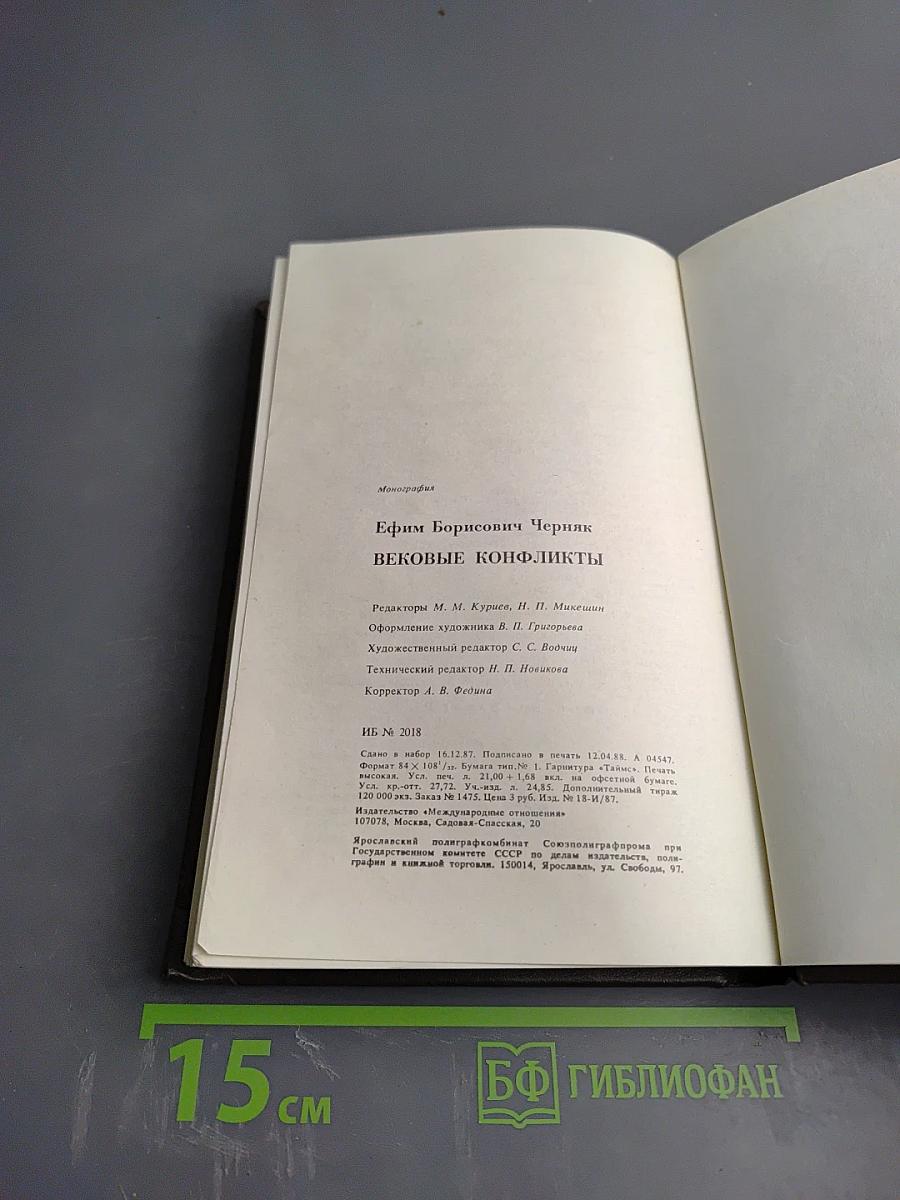 Монография
Ефим Борисович Черняк
ВЕКОВЫЕ КОНФЛИКТЫ
Редакторы М. М. Куриев, Н. П. Микешин
Оформление художника В. П. Григорьева
Художественный редактор С. С. Водчиц
Технический редактор Н. П. Новикова
Корректор А. В. Федина
ИБ № 2018
Сдано в набор 16.12.87. Подписано в печать 12.04.88. А 04547.
Формат 84 × 108¹/₃₂. Бумага тип. № 1. Гарнитура «Таймс». Печать
высокая. Усл. печ. л. 21,00 + 1,68 вкл. на офсетной бумаге.
Усл. кр.-отт. 27,72. Уч.-изд. л. 24,85. Дополнительный тираж
120 000 экз. Заказ № 1475. Цена 3 руб. Изд. № 18-И/87.
Издательство «Международные отношения»
107078, Москва, Садовая-Спасская, 20
Ярославский полиграфкомбинат Союзполиграфпрома при
Государственном комитете СССР по делам издательств, поли-
графии и книжной торговли. 150014, Ярославль, ул. Свободы, 97.
15 см
БФ ГИБЛИОФАН